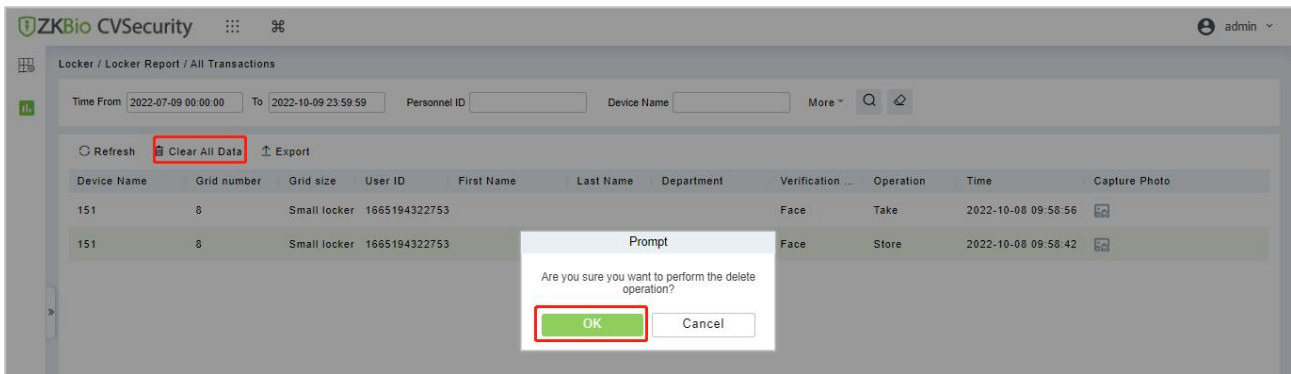 ZKBio CVSecurity admin
Locker / Locker Report / All Transactions
Time From 2022-07-09 00:00:00 To 2022-10-09 23:59:59 Personnel ID Device Name More
Refresh Clear All Data Export
Device Name Grid number Grid size User ID First Name Last Name Department Verification ... Operation Time Capture Photo
151 8 Small locker 1665194322753 Face Take 2022-10-08 09:58:56
151 8 Small locker 1665194322753 Face Store 2022-10-08 09:58:42
Prompt
Are you sure you want to perform the delete
operation?
OK Cancel